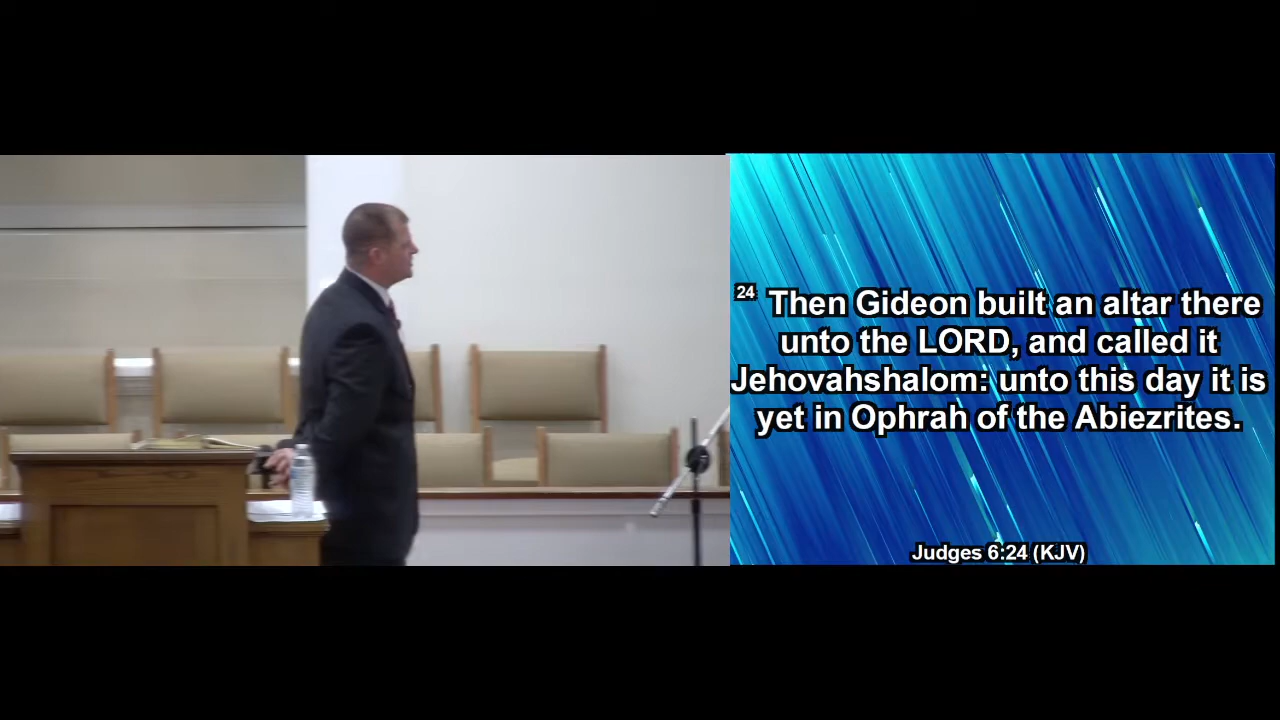 24 Then Gideon built an altar there
unto the LORD, and called it
Jehovahshalom: unto this day it is
yet in Ophrah of the Abiezrites.
Judges 6:24 (KJV)